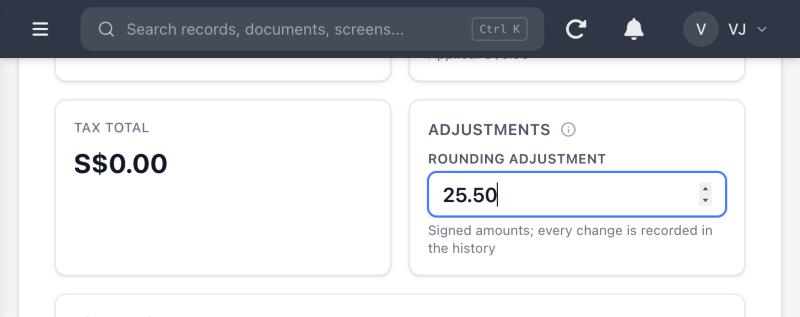 Search records, documents, screens...
Ctrl K
V
VJ
TAX TOTAL
S$0.00
ADJUSTMENTS
ROUNDING ADJUSTMENT
25.50
Signed amounts; every change is recorded in
the history